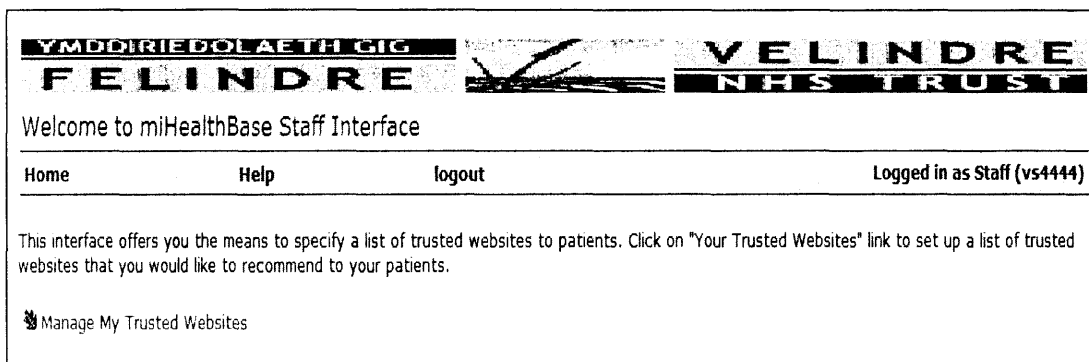 YMDDIRIEDOLAETH GIG
FELINDRE
VELINDRE
NHS TRUST
Welcome to miHealthBase Staff Interface
Home Help logout Logged in as Staff (vs4444)
This interface offers you the means to specify a list of trusted websites to patients. Click on "Your Trusted Websites" link to set up a list of trusted
websites that you would like to recommend to your patients.
Manage My Trusted Websites